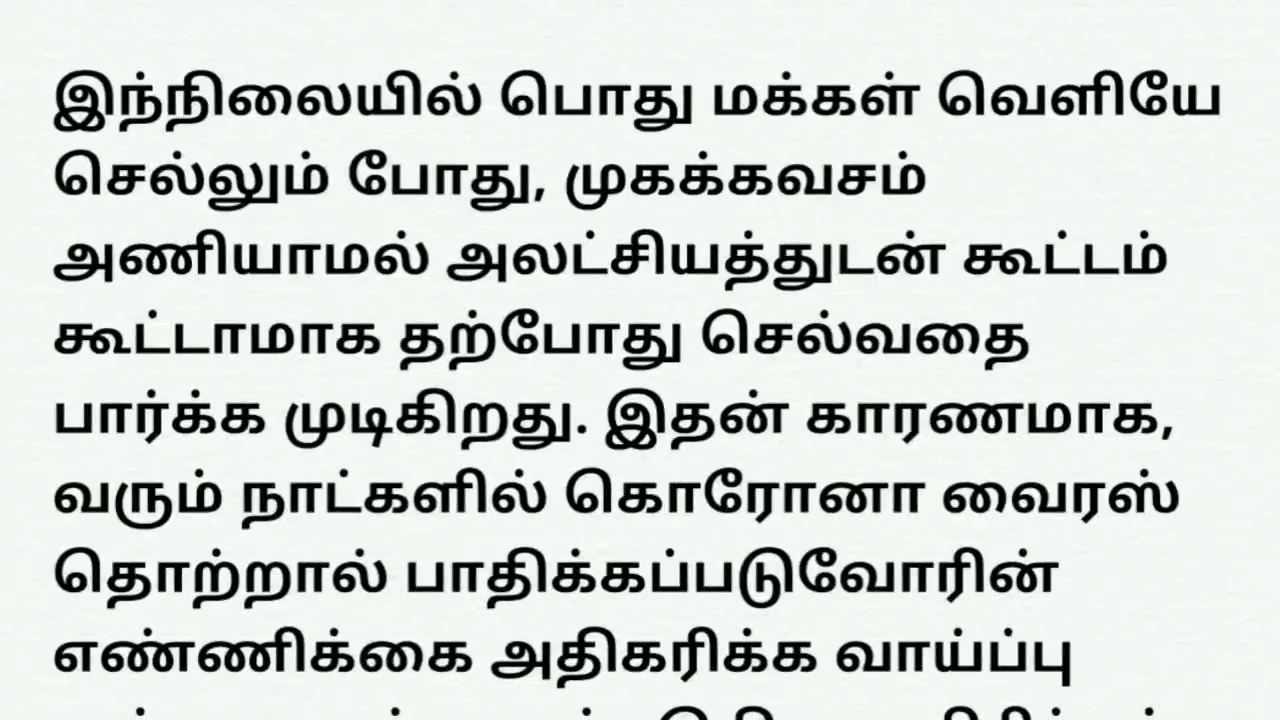 இந்நிலையில் பொது மக்கள் வெளியே
செல்லும் போது, முகக்கவசம்
அணியாமல் அலட்சியத்துடன் கூட்டம்
கூட்டாமாக தற்போது செல்வதை
பார்க்க முடிகிறது. இதன் காரணமாக,
வரும் நாட்களில் கொரோனா வைரஸ்
தொற்றால் பாதிக்கப்படுவோரின்
எண்ணிக்கை அதிகரிக்க வாய்ப்பு